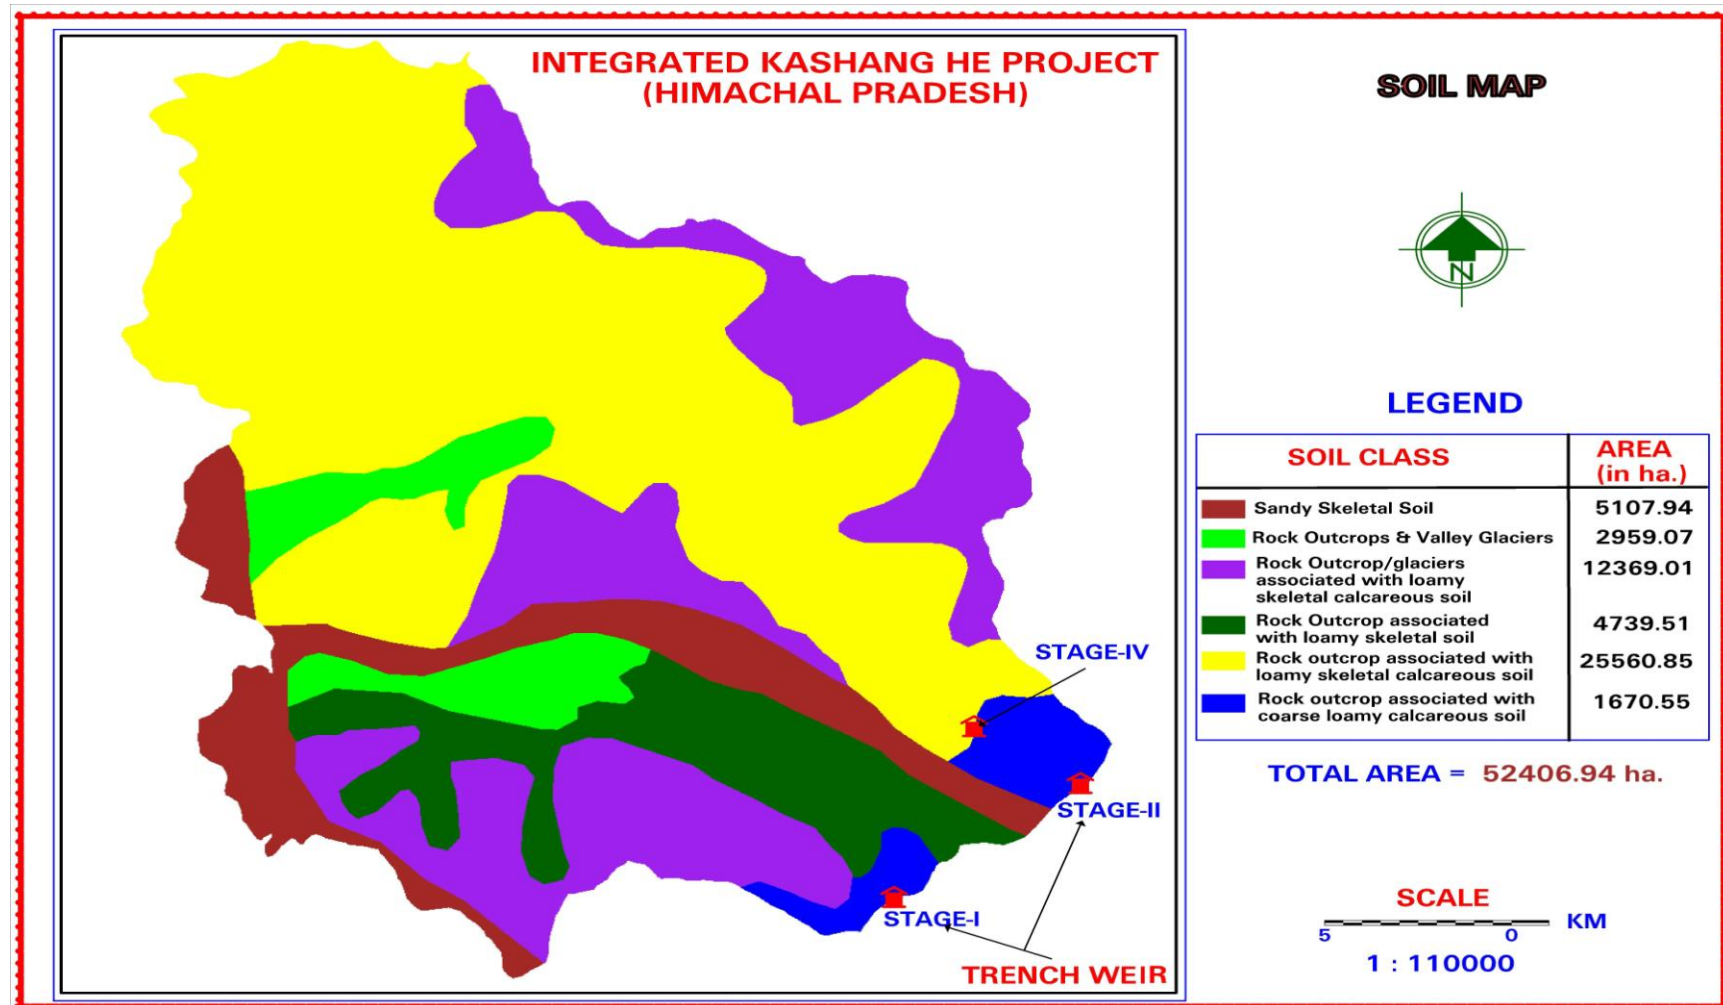 INTEGRATED KASHANG HE PROJECT
(HIMACHAL PRADESH)
STAGE-IV
STAGE-II
STAGE-I
TRENCH WEIR
SOIL MAP
N
LEGEND
SOIL CLASS
AREA
(in ha.)
Sandy Skeletal Soil 5107.94
Rock Outcrops & Valley Glaciers 2959.07
Rock Outcrop/glaciers
associated with loamy
skeletal calcareous soil 12369.01
Rock Outcrop associated
with loamy skeletal soil 4739.51
Rock outcrop associated with
loamy skeletal calcareous soil 25560.85
Rock outcrop associated with
coarse loamy calcareous soil 1670.55
TOTAL AREA = 52406.94 ha.
SCALE
5 0 KM
1 : 110000